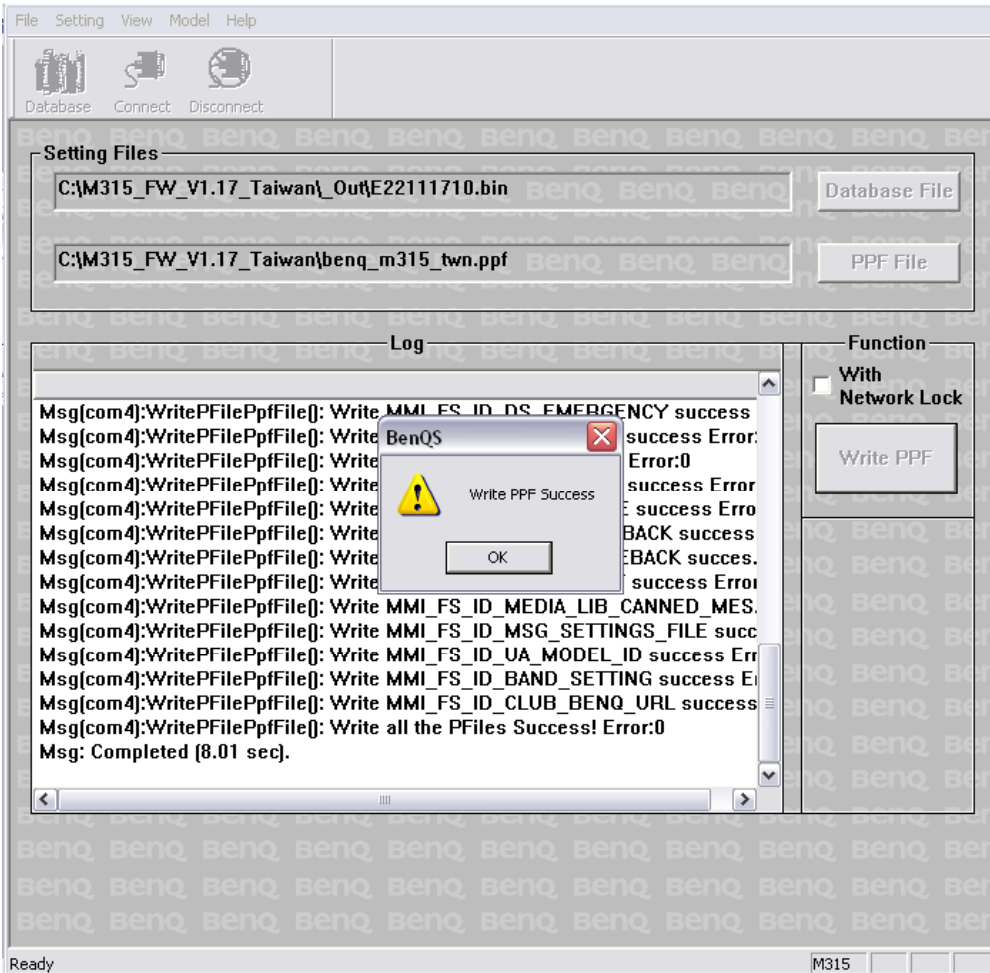 File Setting View Model Help
Database Connect Disconnect
Setting Files
C:\M315_FW_V1.17_Taiwan\_Out\E22111710.bin
Database File
C:\M315_FW_V1.17_Taiwan\benq_m315_twn.ppf
PPF File
Log
Msg(com4):WritePFilePpfFile(): Write MMI_FS_ID_DS_EMERGENCY success
Msg(com4):WritePFilePpfFile(): Write success Error:
Msg(com4):WritePFilePpfFile(): Write Error:0
Msg(com4):WritePFilePpfFile(): Write success Error
Msg(com4):WritePFilePpfFile(): Write E success Erro
Msg(com4):WritePFilePpfFile(): Write BACK success
Msg(com4):WritePFilePpfFile(): Write EBACK succes.
Msg(com4):WritePFilePpfFile(): Write success Error
Msg(com4):WritePFilePpfFile(): Write MMI_FS_ID_MEDIA_LIB_CANNED_MES.
Msg(com4):WritePFilePpfFile(): Write MMI_FS_ID_MSG_SETTINGS_FILE succ
Msg(com4):WritePFilePpfFile(): Write MMI_FS_ID_UA_MODEL_ID success Err
Msg(com4):WritePFilePpfFile(): Write MMI_FS_ID_BAND_SETTING success E
Msg(com4):WritePFilePpfFile(): Write MMI_FS_ID_CLUB_BENQ_URL success
Msg(com4):WritePFilePpfFile(): Write all the PFiles Success! Error:0
Msg: Completed (8.01 sec).
BenQS
Write PPF Success
OK
Function
With
Network Lock
Write PPF
Ready
M315